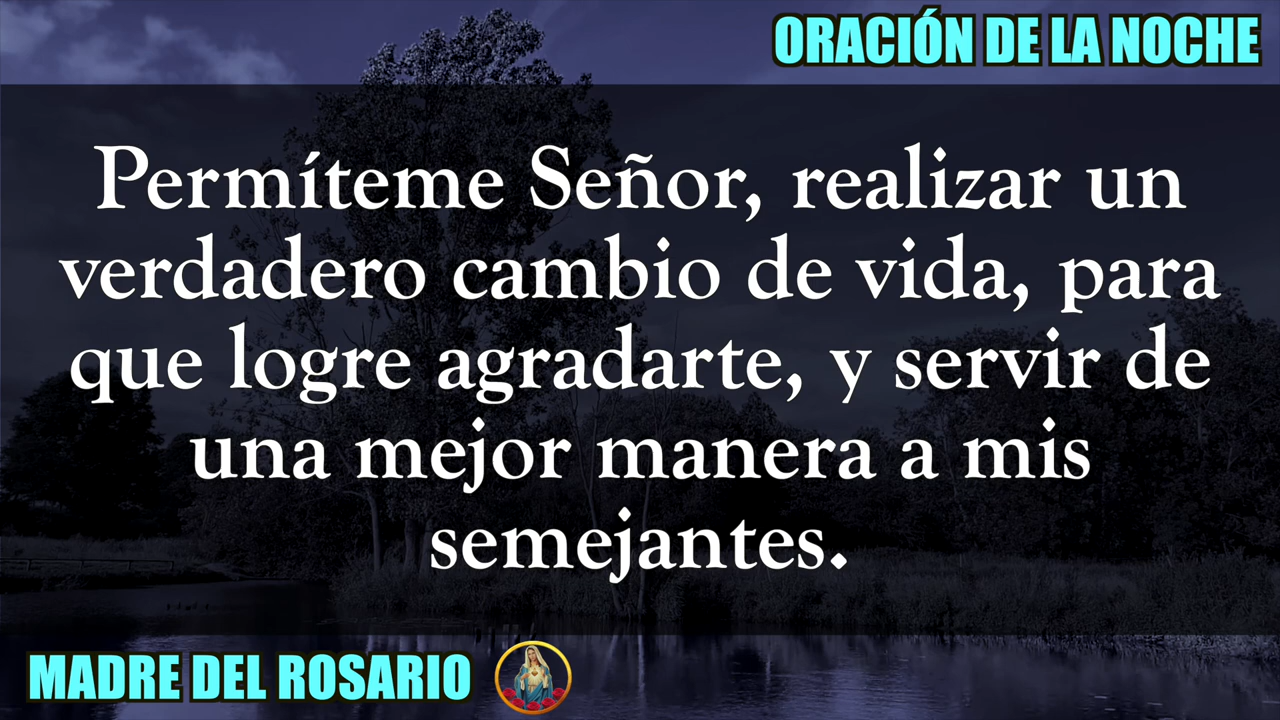 ORACIÓN DE LA NOCHE
Permíteme Señor, realizar un
verdadero cambio de vida, para
que logre agradarte, y servir de
una mejor manera a mis
semejantes.
MADRE DEL ROSARIO